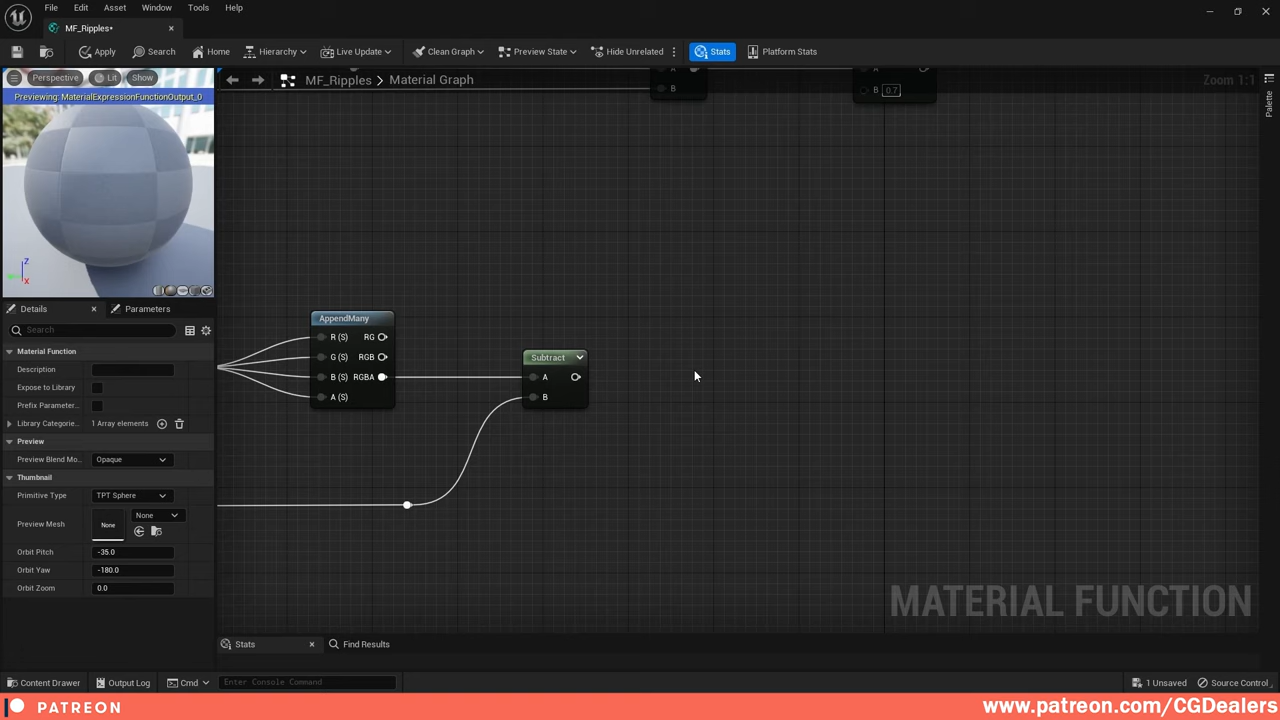 File Edit Asset Window Tools Help
MF_Ripples*
Apply Search Home Hierarchy Live Update Clean Graph Preview State Hide Unrelated Stats Platform Stats
Perspective Lit Show
MF_Ripples > Material Graph
Zoom 1:1
Palette
Previewing: MaterialExpressionFunctionOutput_0
B
B 0.7
Z
X
Details Parameters
Search
Material Function
Description
Expose to Library
Prefix Parameter...
Library Categorie... 1 Array elements
Preview
Preview Blend Mo... Opaque
Thumbnail
Primitive Type TPT Sphere
Preview Mesh None None
Orbit Pitch -35.0
Orbit Yaw -180.0
Orbit Zoom 0.0
AppendMany
R (S) RG
G (S) RGB
B (S) RGBA
A (S)
Subtract
A
B
MATERIAL FUNCTION
Stats Find Results
Content Drawer Output Log Cmd Enter Console Command 1 Unsaved Source Control
PATREON www.patreon.com/CGDealers